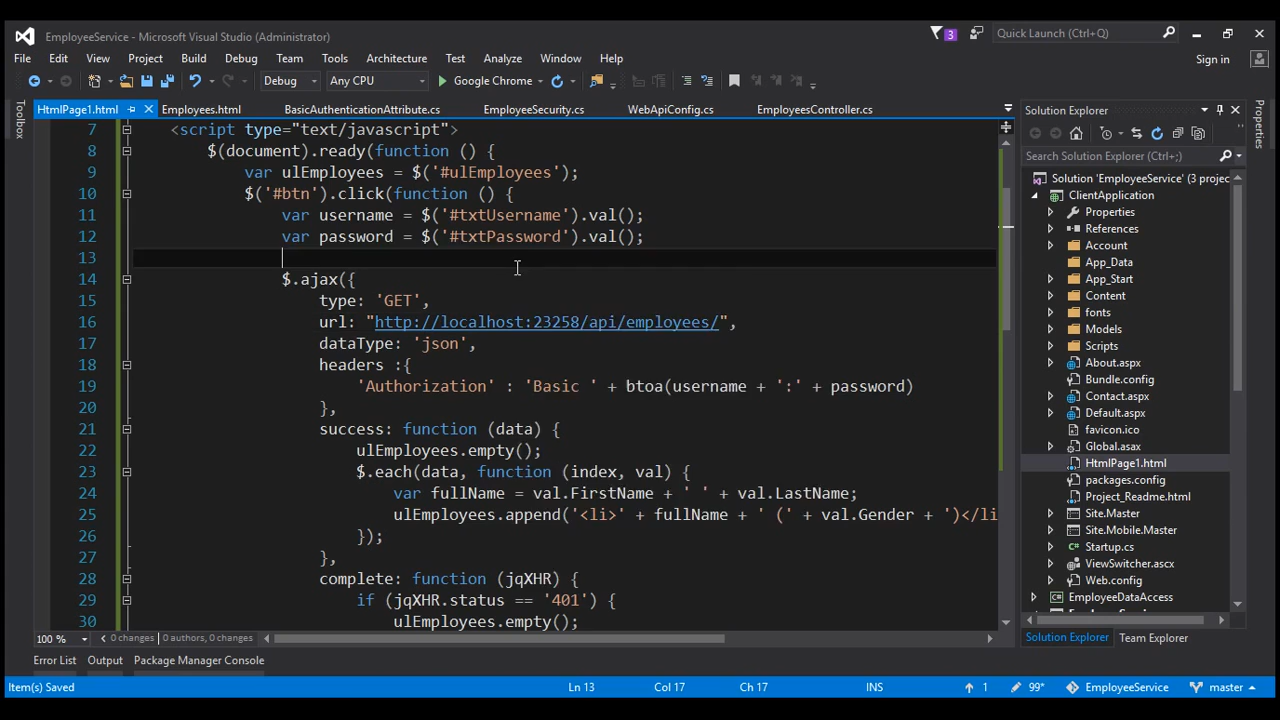 EmployeeService - Microsoft Visual Studio (Administrator)
3
Quick Launch (Ctrl+Q)
File Edit View Project Build Debug Team Tools Architecture Test Analyze Window Help
Sign in
Debug Any CPU Google Chrome
Toolbox
HtmlPage1.html Employees.html BasicAuthenticationAttribute.cs EmployeeSecurity.cs WebApiConfig.cs EmployeesController.cs
7 <script type="text/javascript">
8 $(document).ready(function () {
9 var ulEmployees = $('#ulEmployees');
10 $('#btn').click(function () {
11 var username = $('#txtUsername').val();
12 var password = $('#txtPassword').val();
13
14 $.ajax({
15 type: 'GET',
16 url: "http://localhost:23258/api/employees/",
17 dataType: 'json',
18 headers :{
19 'Authorization' : 'Basic ' + btoa(username + ':' + password)
20 },
21 success: function (data) {
22 ulEmployees.empty();
23 $.each(data, function (index, val) {
24 var fullName = val.FirstName + ' ' + val.LastName;
25 ulEmployees.append('<li>' + fullName + ' (' + val.Gender + ')</li
26 });
27 },
28 complete: function (jqXHR) {
29 if (jqXHR.status == '401') {
30 ulEmployees.empty();
100 % 0 changes | 0 authors, 0 changes
Solution Explorer
Search Solution Explorer (Ctrl+;)
Solution 'EmployeeService' (3 projec
ClientApplication
Properties
References
Account
App_Data
App_Start
Content
fonts
Models
Scripts
About.aspx
Bundle.config
Contact.aspx
Default.aspx
favicon.ico
Global.asax
HtmlPage1.html
packages.config
Project_Readme.html
Site.Master
Site.Mobile.Master
Startup.cs
ViewSwitcher.ascx
Web.config
EmployeeDataAccess
Solution Explorer Team Explorer
Properties
Error List Output Package Manager Console
Item(s) Saved Ln 13 Col 17 Ch 17 INS 1 99* EmployeeService master